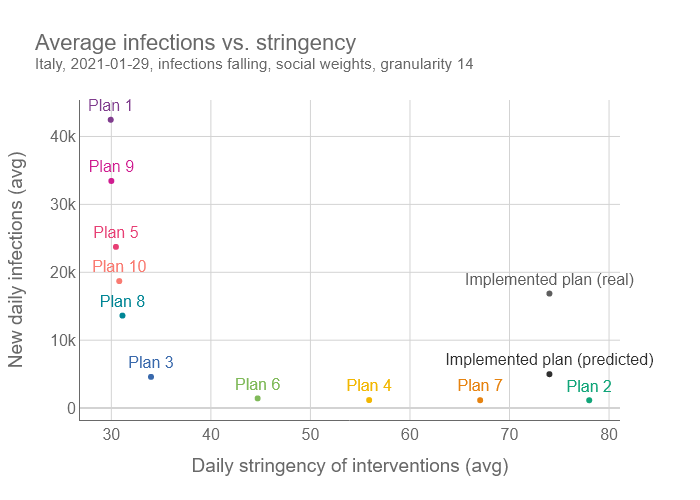 Average infections vs. stringency
Italy, 2021-01-29, infections falling, social weights, granularity 14
New daily infections (avg)
40k
30k
20k
10k
0
Plan 1
Plan 9
Plan 5
Plan 10
Implemented plan (real)
Plan 8
Plan 3
Implemented plan (predicted)
Plan 6
Plan 4
Plan 7
Plan 2
30
40
50
60
70
80
Daily stringency of interventions (avg)